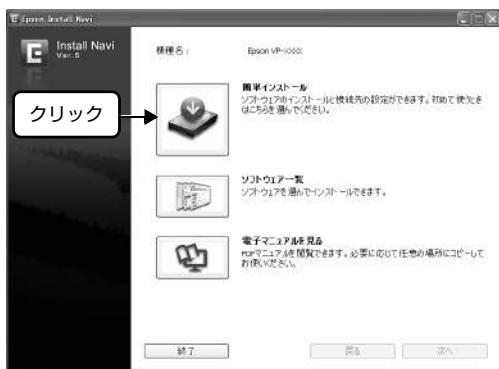 Epson Install Navi
Install Navi
Ver.5
機種名:
Epson VP-xxxx
クリック
簡単インストール
ソフトウェアのインストールと接続先の設定ができます。初めて使うときは
こちらを選んでください。
ソフトウェア一覧
ソフトウェアを選んでインストールできます。
電子マニュアルを見る
PDFマニュアルを閲覧できます。必要に応じて任意の場所にコピーして
お使いください。
終了
戻る
次へ